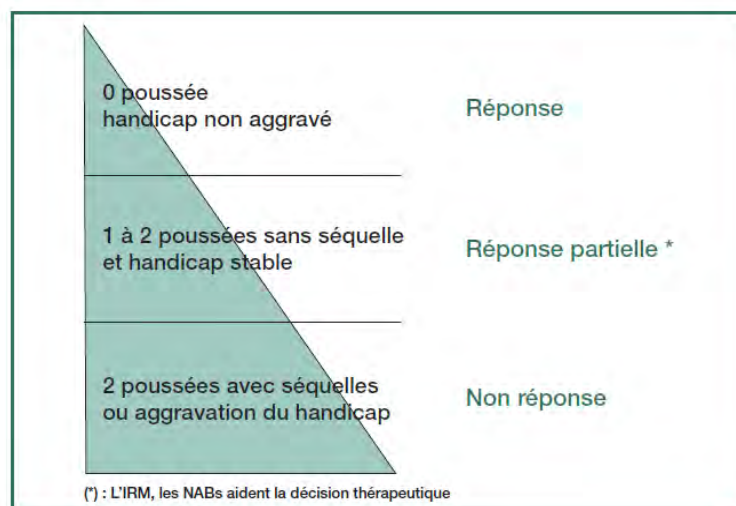 0 poussée
handicap non aggravé
Réponse
1 à 2 poussées sans séquelle
et handicap stable
Réponse partielle *
2 poussées avec séquelles
ou aggravation du handicap
Non réponse
(*) : L'IRM, les NABs aident la décision thérapeutique